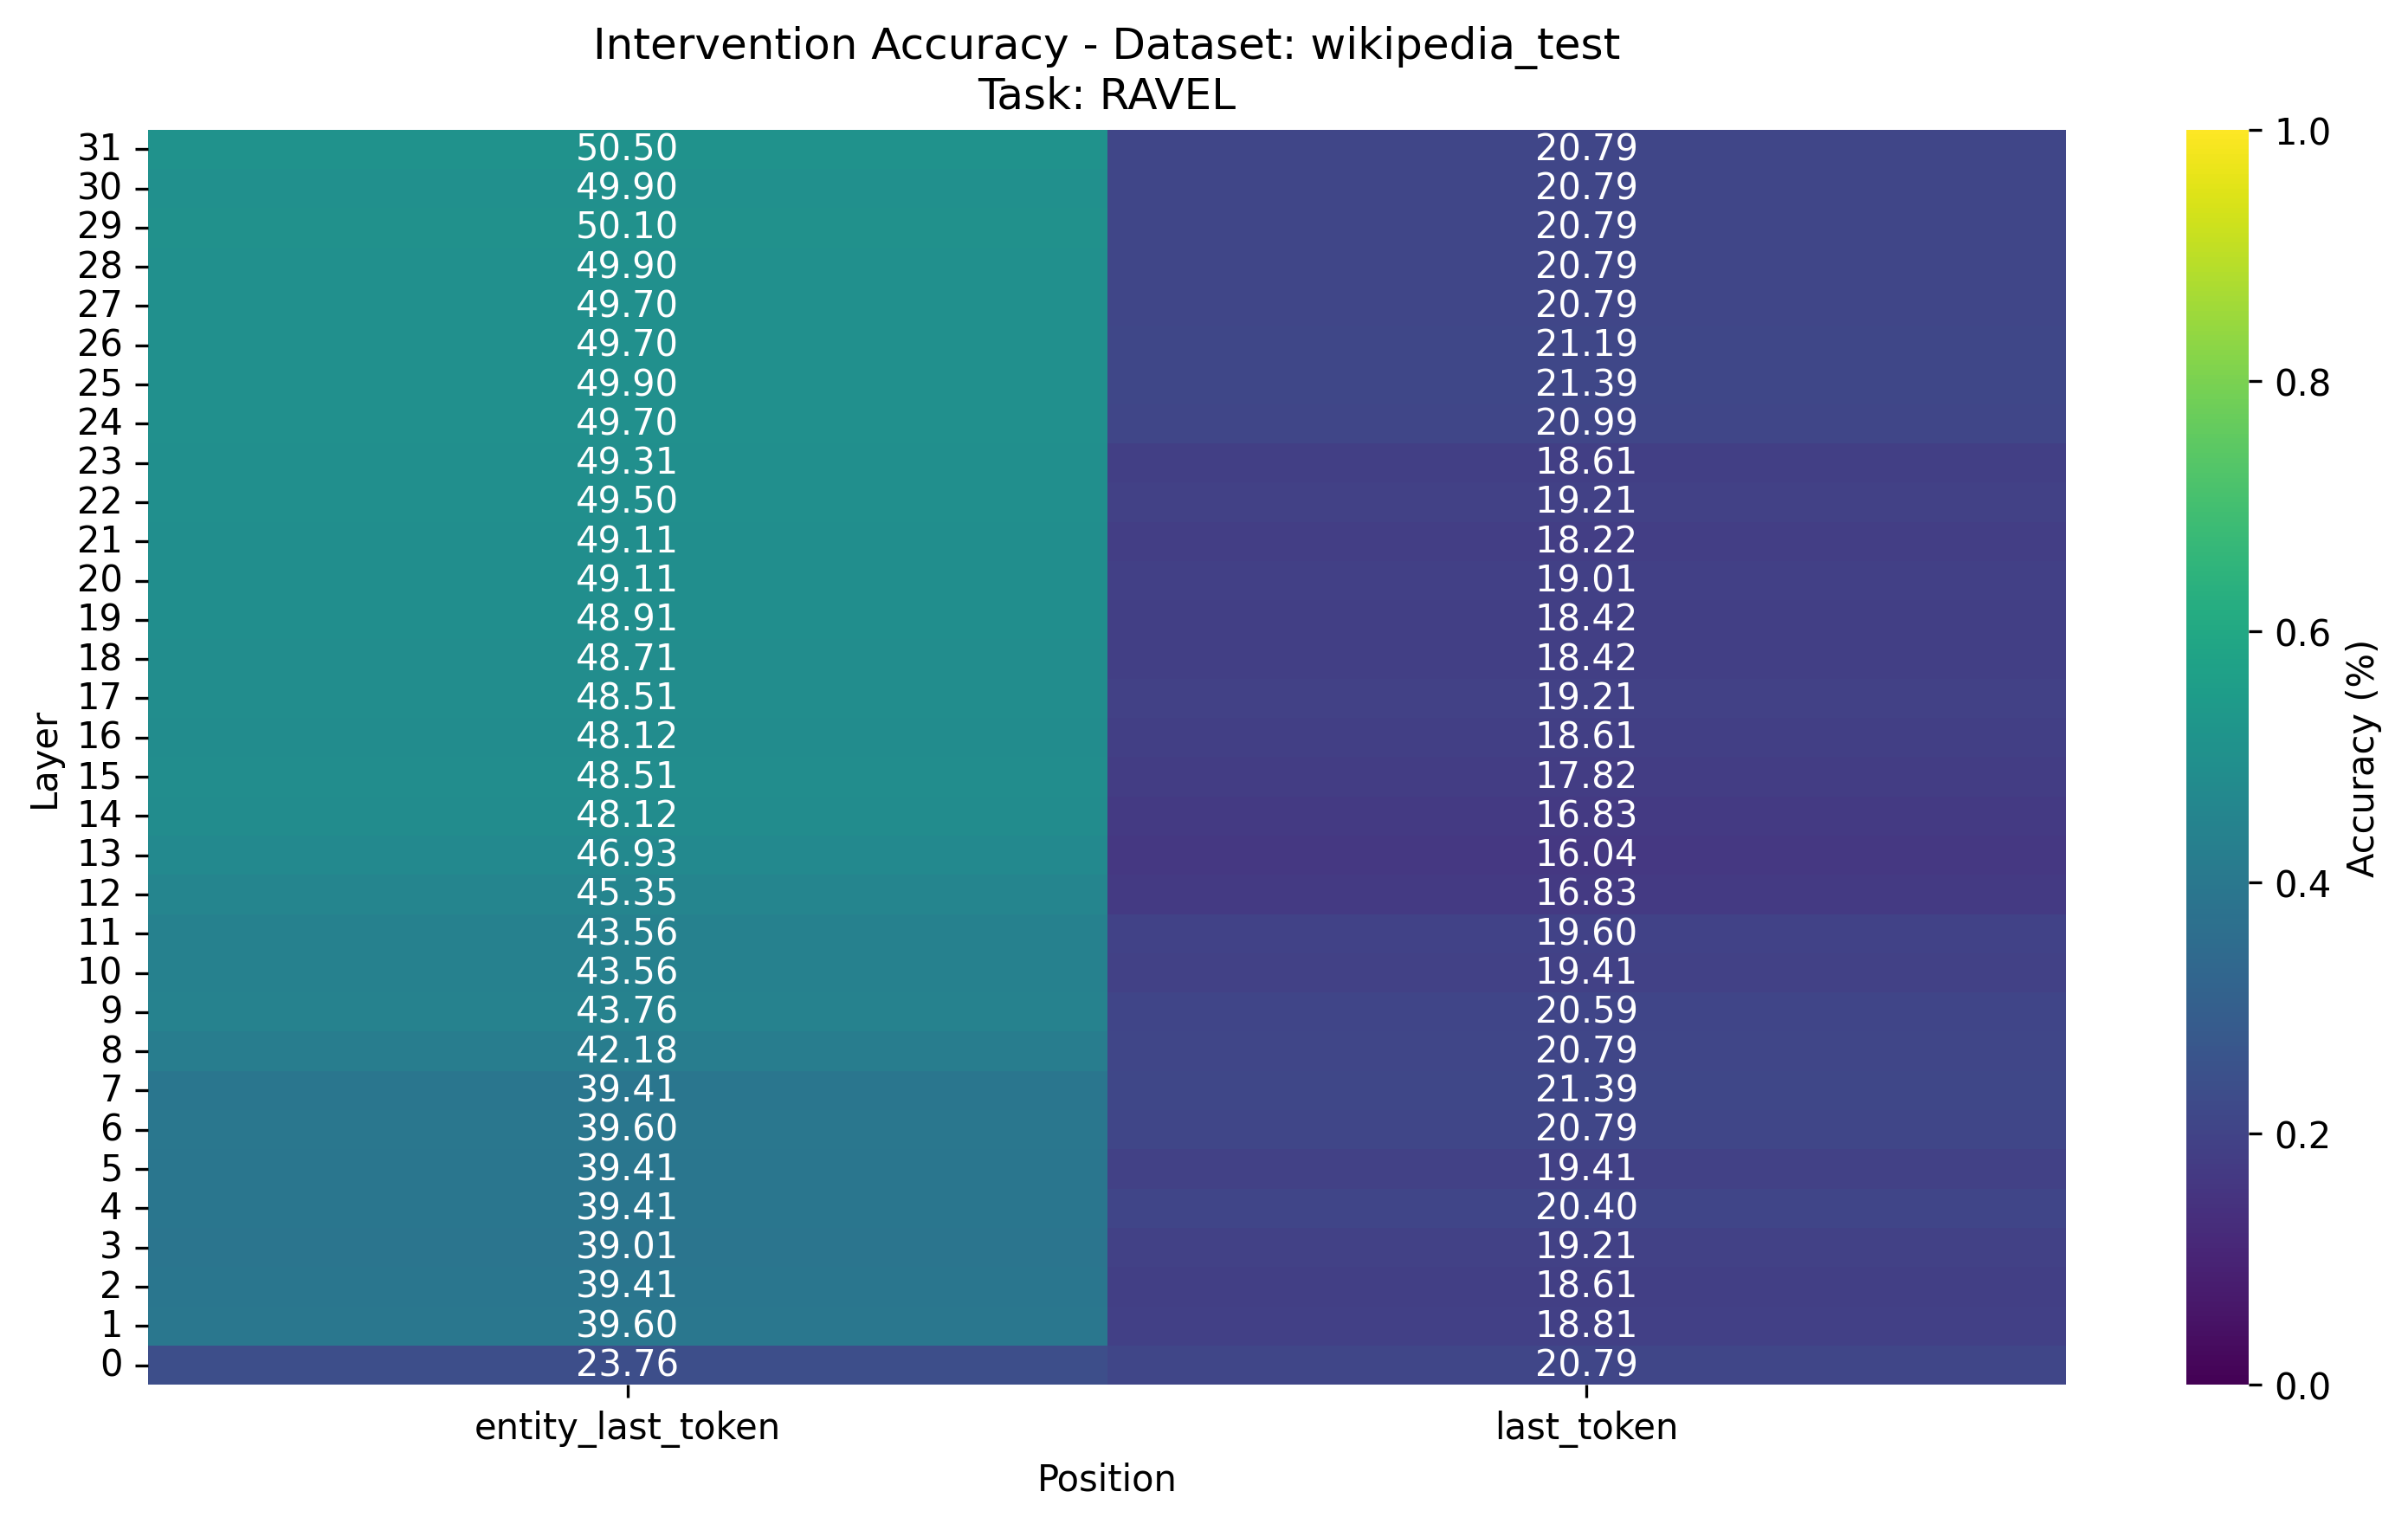 Intervention Accuracy - Dataset: wikipedia_test
Task: RAVEL
31 50.50 20.79
30 49.90 20.79
29 50.10 20.79
28 49.90 20.79
27 49.70 20.79
26 49.70 21.19
25 49.90 21.39
24 49.70 20.99
23 49.31 18.61
22 49.50 19.21
21 49.11 18.22
20 49.11 19.01
19 48.91 18.42
18 48.71 18.42
17 48.51 19.21
16 48.12 18.61
15 48.51 17.82
14 48.12 16.83
13 46.93 16.04
12 45.35 16.83
11 43.56 19.60
10 43.56 19.41
9 43.76 20.59
8 42.18 20.79
7 39.41 21.39
6 39.60 20.79
5 39.41 19.41
4 39.41 20.40
3 39.01 19.21
2 39.41 18.61
1 39.60 18.81
0 23.76 20.79
Layer
entity_last_token last_token
Position
1.0
0.8
0.6
0.4
0.2
0.0
Accuracy (%)